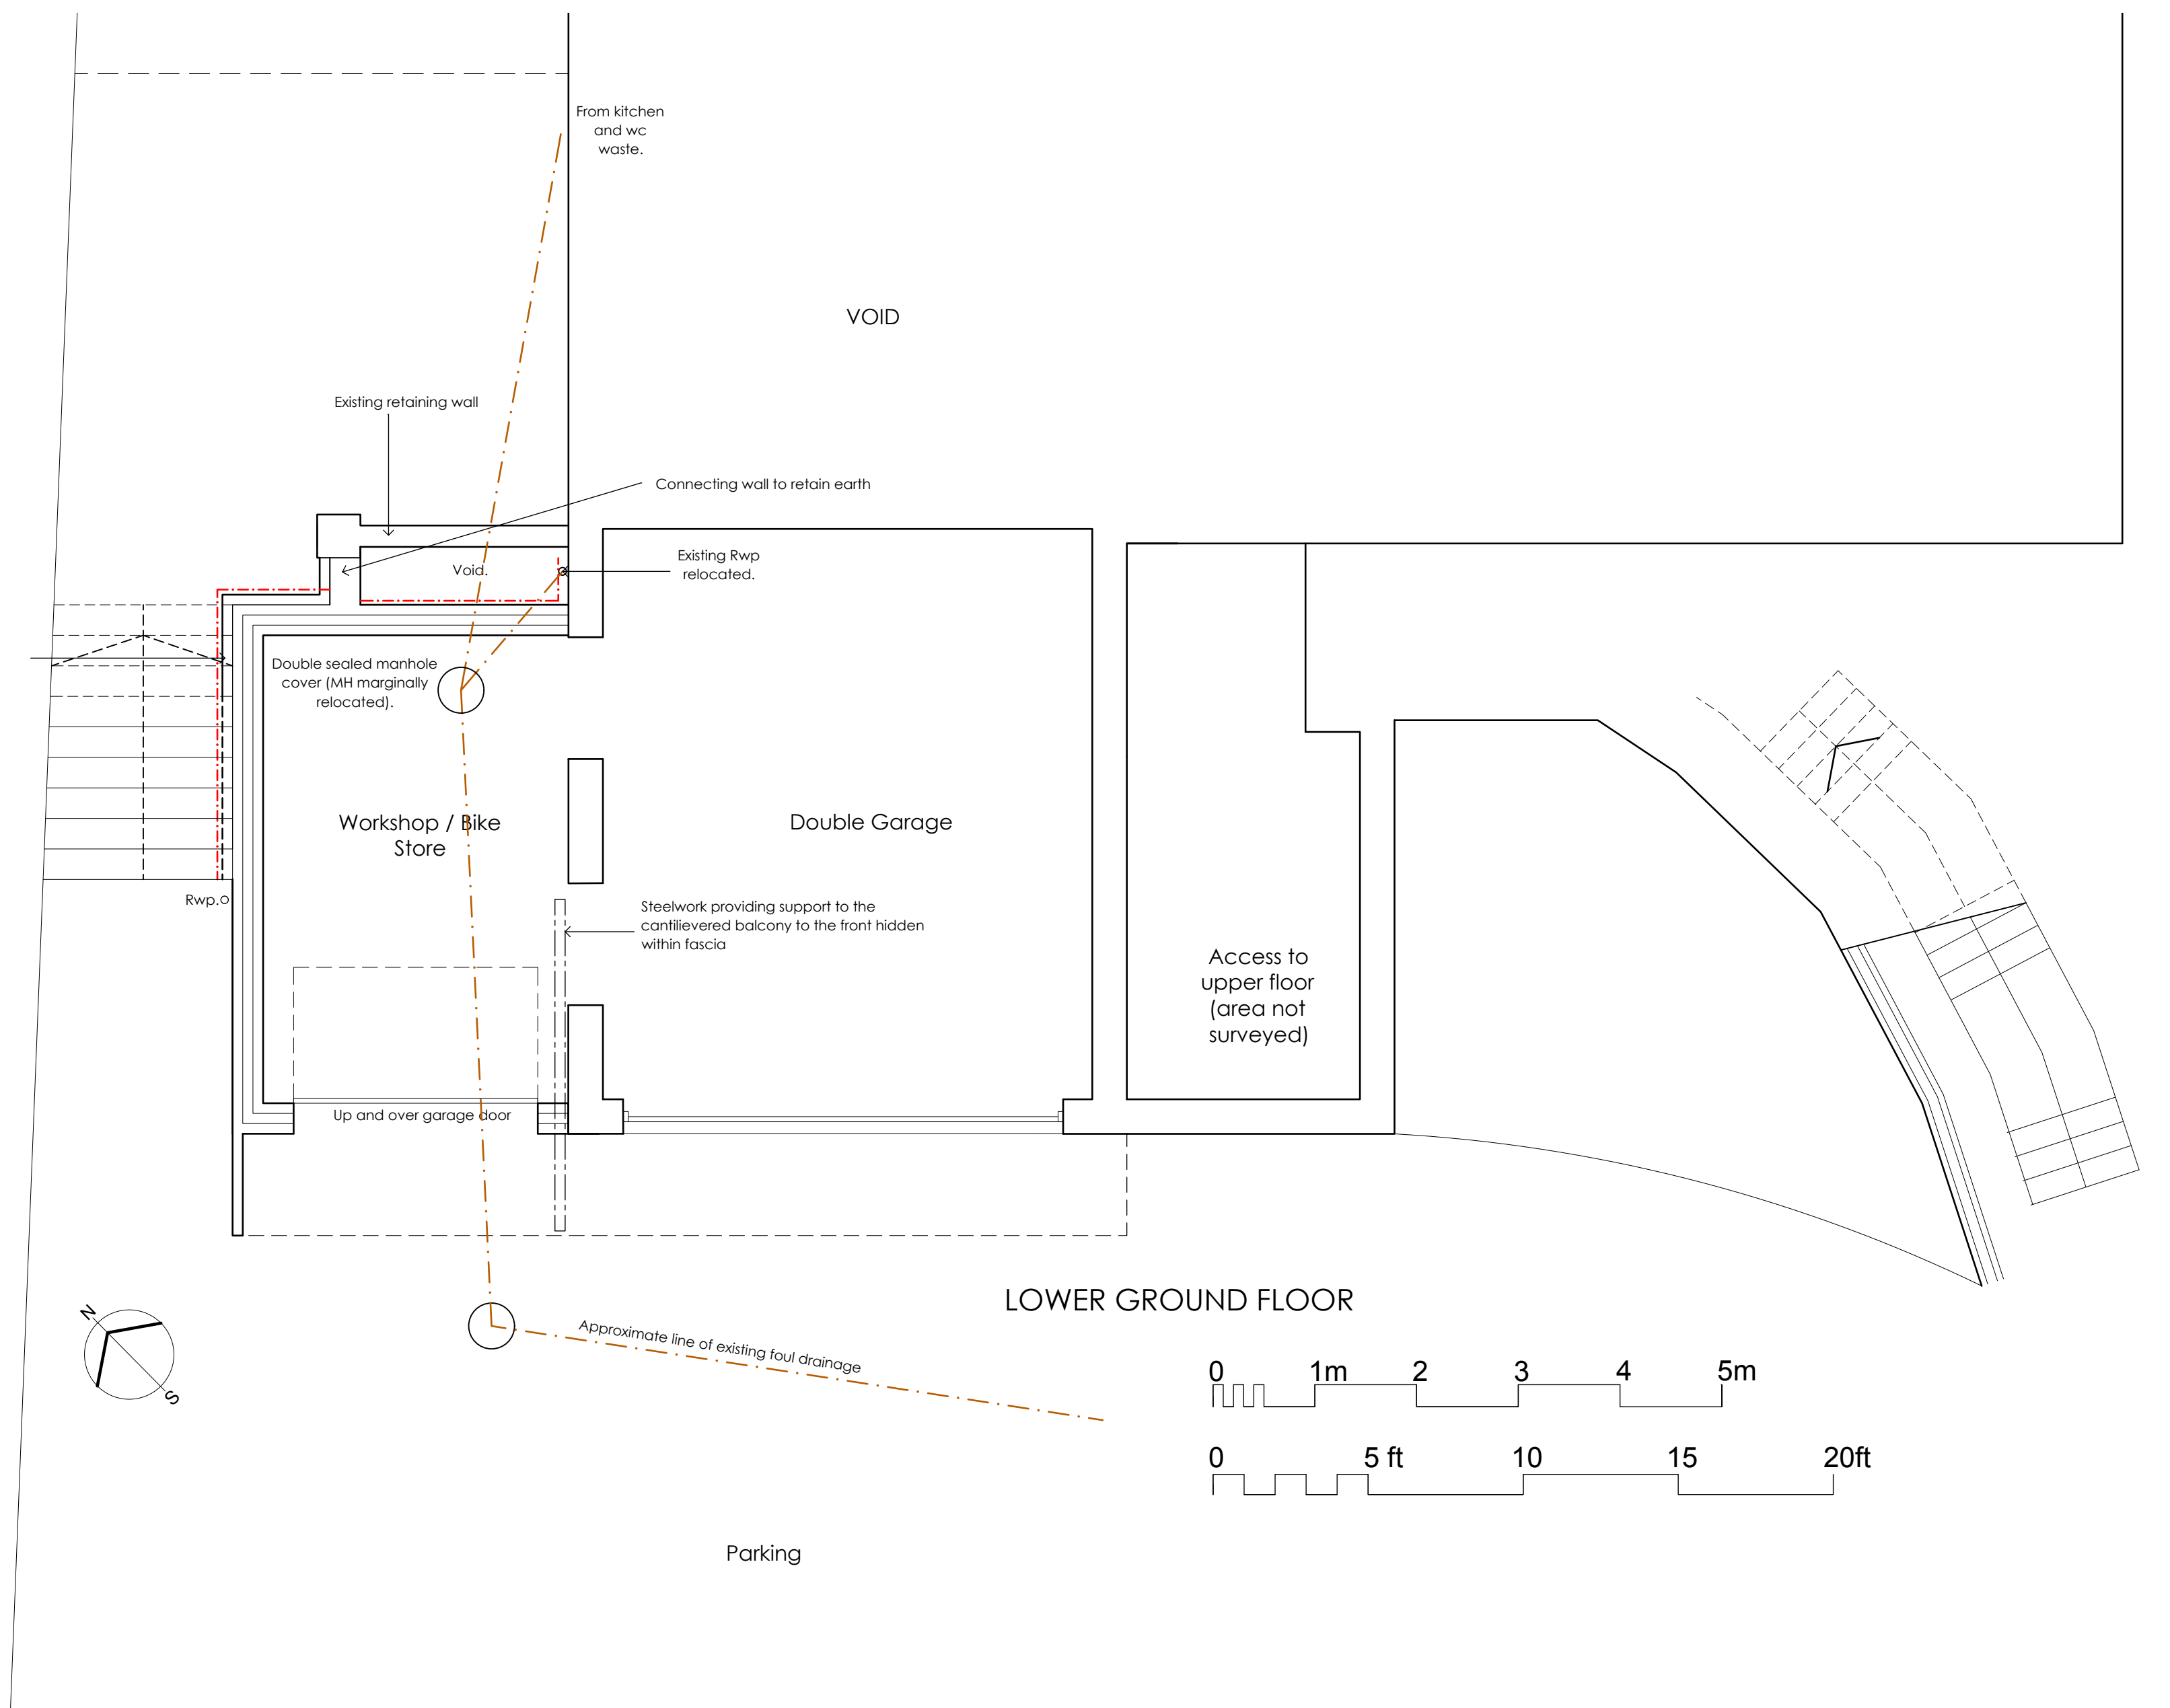 From kitchen
and wc
waste.
VOID
Existing retaining wall
Connecting wall to retain earth
Existing Rwp
relocated.
Void.
Double sealed manhole
cover (MH marginally
relocated).
Workshop / Bike
Store
Double Garage
Rwp.
Steelwork providing support to the
cantilievered balcony to the front hidden
within fascia
Access to
upper floor
(area not
surveyed)
Up and over garage door
LOWER GROUND FLOOR
N
S
Approximate line of existing foul drainage
0 1m 2 3 4 5m
0 5 ft 10 15 20ft
Parking